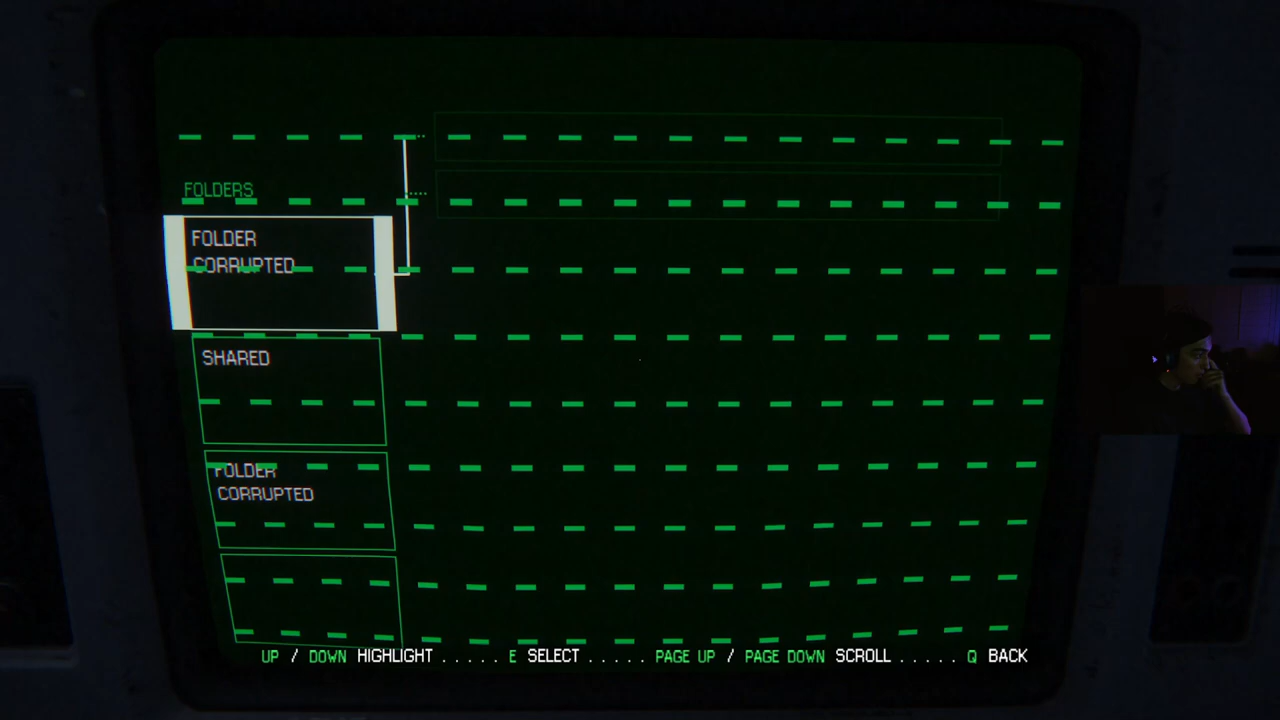 FOLDERS
FOLDER
CORRUPTED
SHARED
FOLDER
CORRUPTED
UP / DOWN HIGHLIGHT ..... E SELECT ..... PAGE UP / PAGE DOWN SCROLL ..... Q BACK